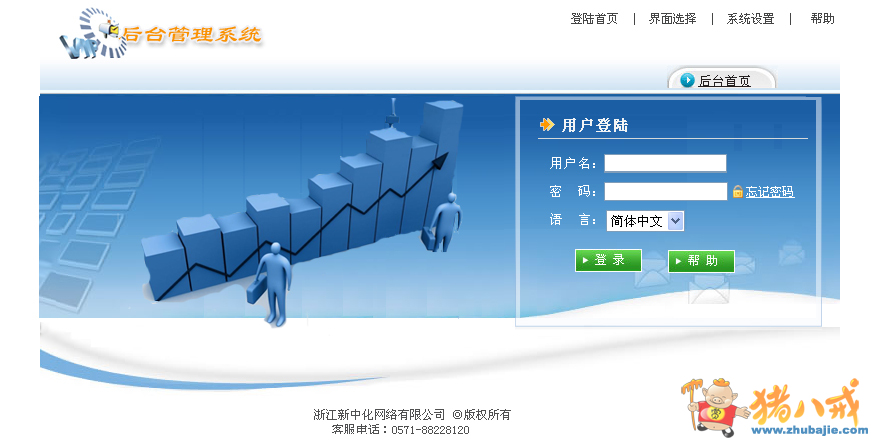 VIP后台管理系统
登陆首页 | 界面选择 | 系统设置 | 帮助
后台首页
用户登陆
用户名：
密 码： 忘记密码
语 言： 简体中文
登 录 帮 助
浙江新中化网络有限公司 ©版权所有
客服电话：0571-88228120
猪八戒
www.zhubajie.com